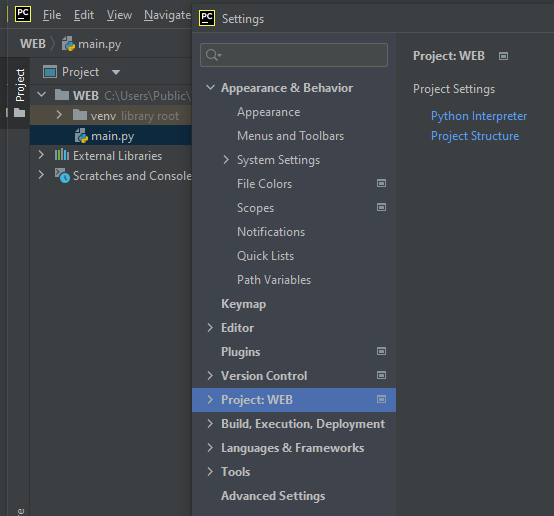 PC File Edit View Navigate
WEB main.py
Project
Project
WEB C:\Users\Public\
venv library root
main.py
External Libraries
Scratches and Console
PC Settings
Appearance & Behavior
Appearance
Menus and Toolbars
System Settings
File Colors
Scopes
Notifications
Quick Lists
Path Variables
Keymap
Editor
Plugins
Version Control
Project: WEB
Build, Execution, Deployment
Languages & Frameworks
Tools
Advanced Settings
Project: WEB
Project Settings
Python Interpreter
Project Structure